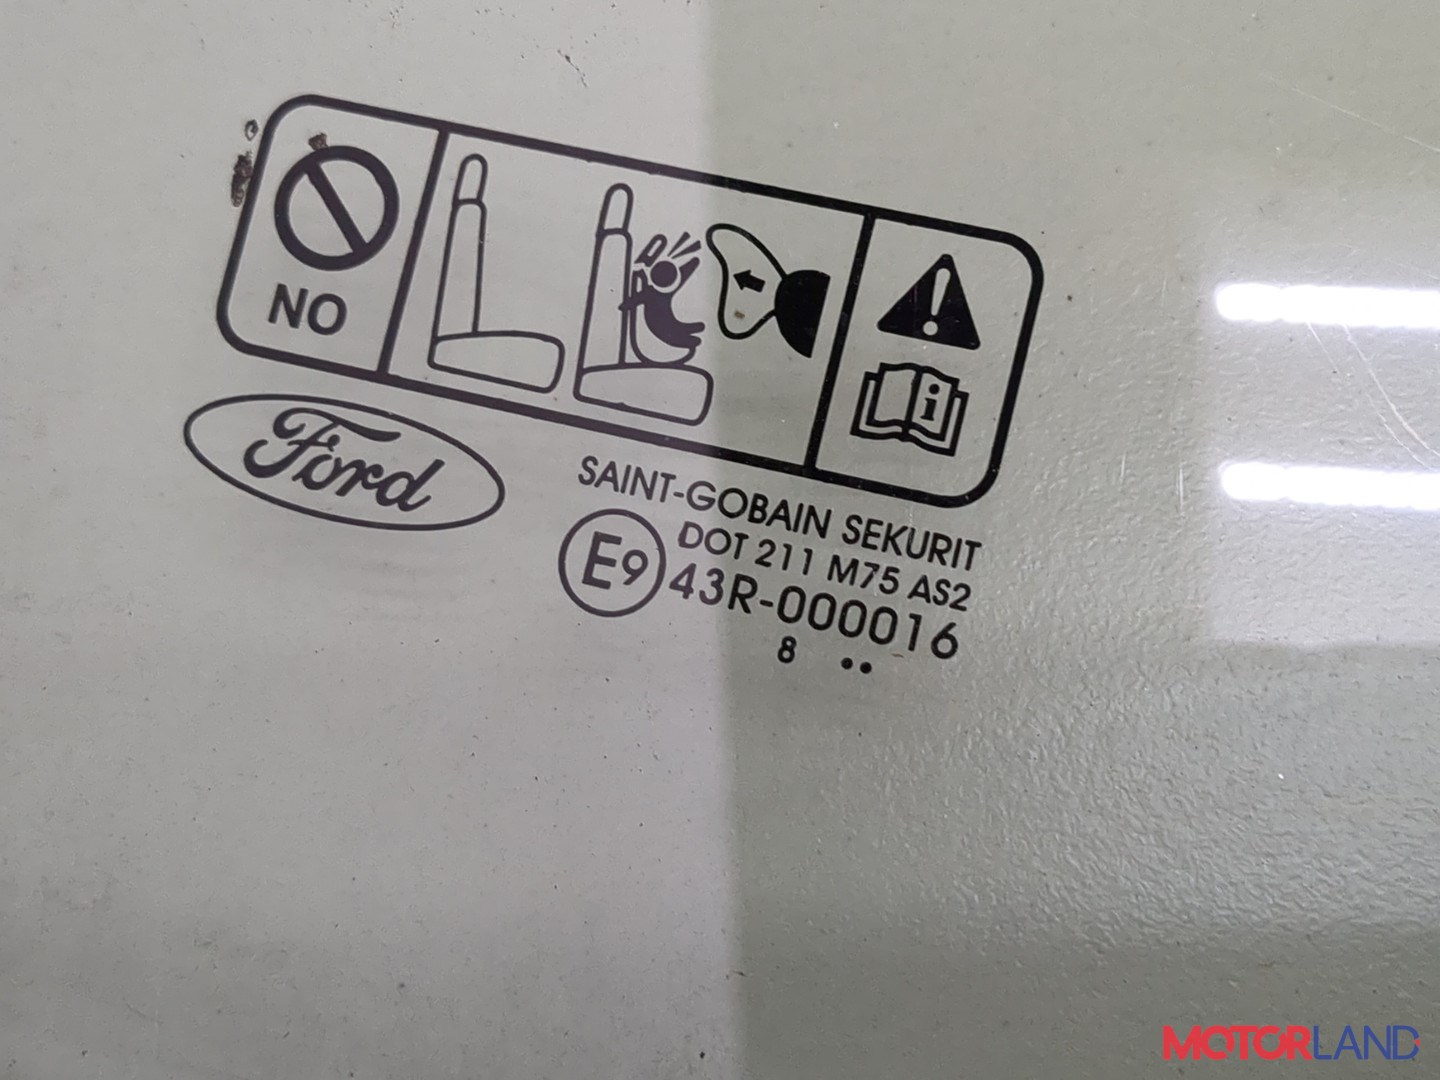 NO
i
Ford
SAINT-GOBAIN SEKURIT
DOT 211 M75 AS2
E9 43R-000016
8 ••
MOTORLAND